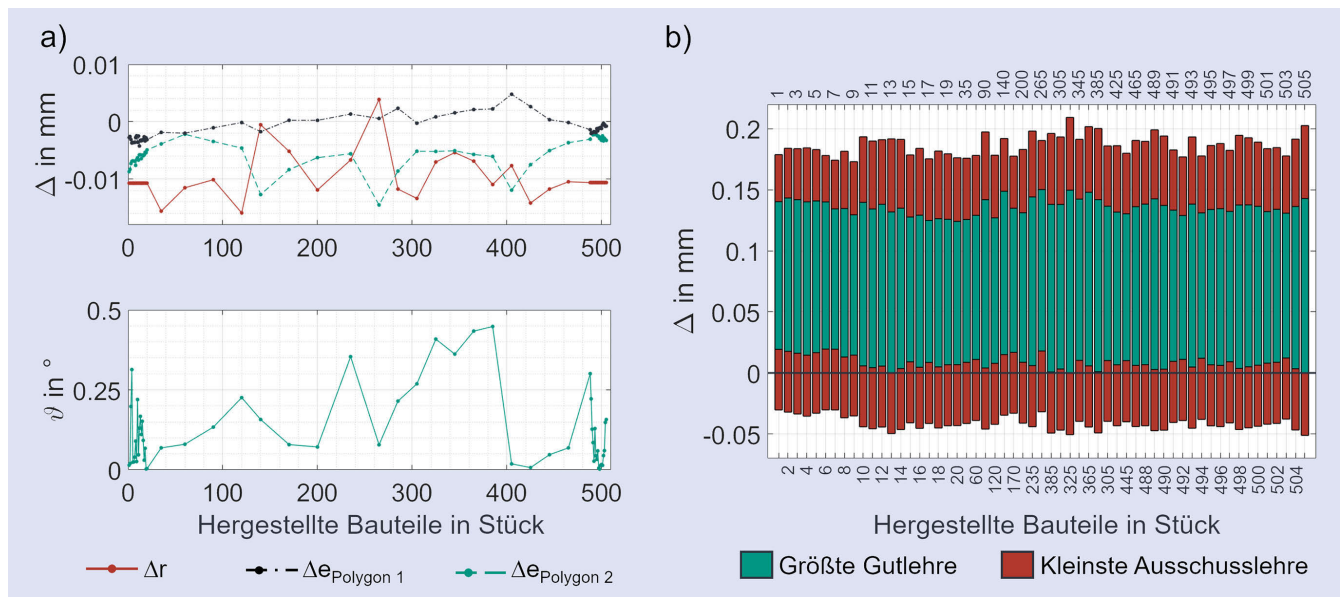 a)
0.01
0
-0.01
Δ in mm
0 100 200 300 400 500
0.5
0.25
0
ϑ in °
0 100 200 300 400 500
Hergestellte Bauteile in Stück
Δr Δe Polygon 1 Δe Polygon 2
b)
1 3 5 7 9 11 13 15 17 19 35 90 140 200 265 305 345 385 425 465 489 491 493 495 497 499 501 503 505
0.2
0.15
0.1
0.05
0
-0.05
Δ in mm
2 4 6 8 10 12 14 16 18 20 60 120 170 235 385 325 365 305 445 488 490 492 494 496 498 500 502 504
Hergestellte Bauteile in Stück
Größte Gutlehre Kleinste Ausschusslehre